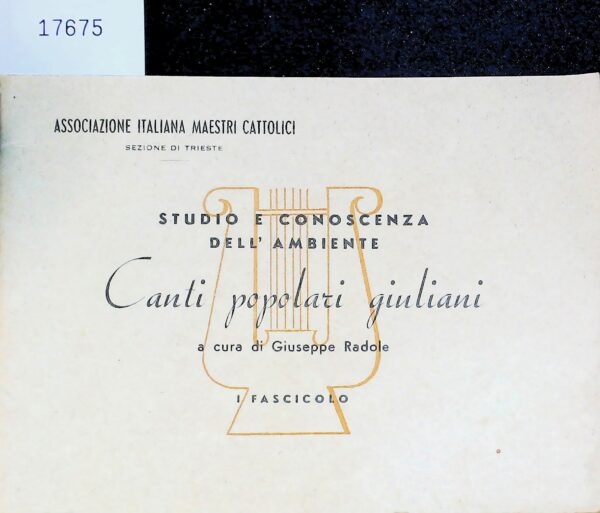 17675
ASSOCIAZIONE ITALIANA MAESTRI CATTOLICI
SEZIONE DI TRIESTE
STUDIO E CONOSCENZA
DELL' AMBIENTE
Canti popolari giuliani
a cura di Giuseppe Radole
I FASCICOLO